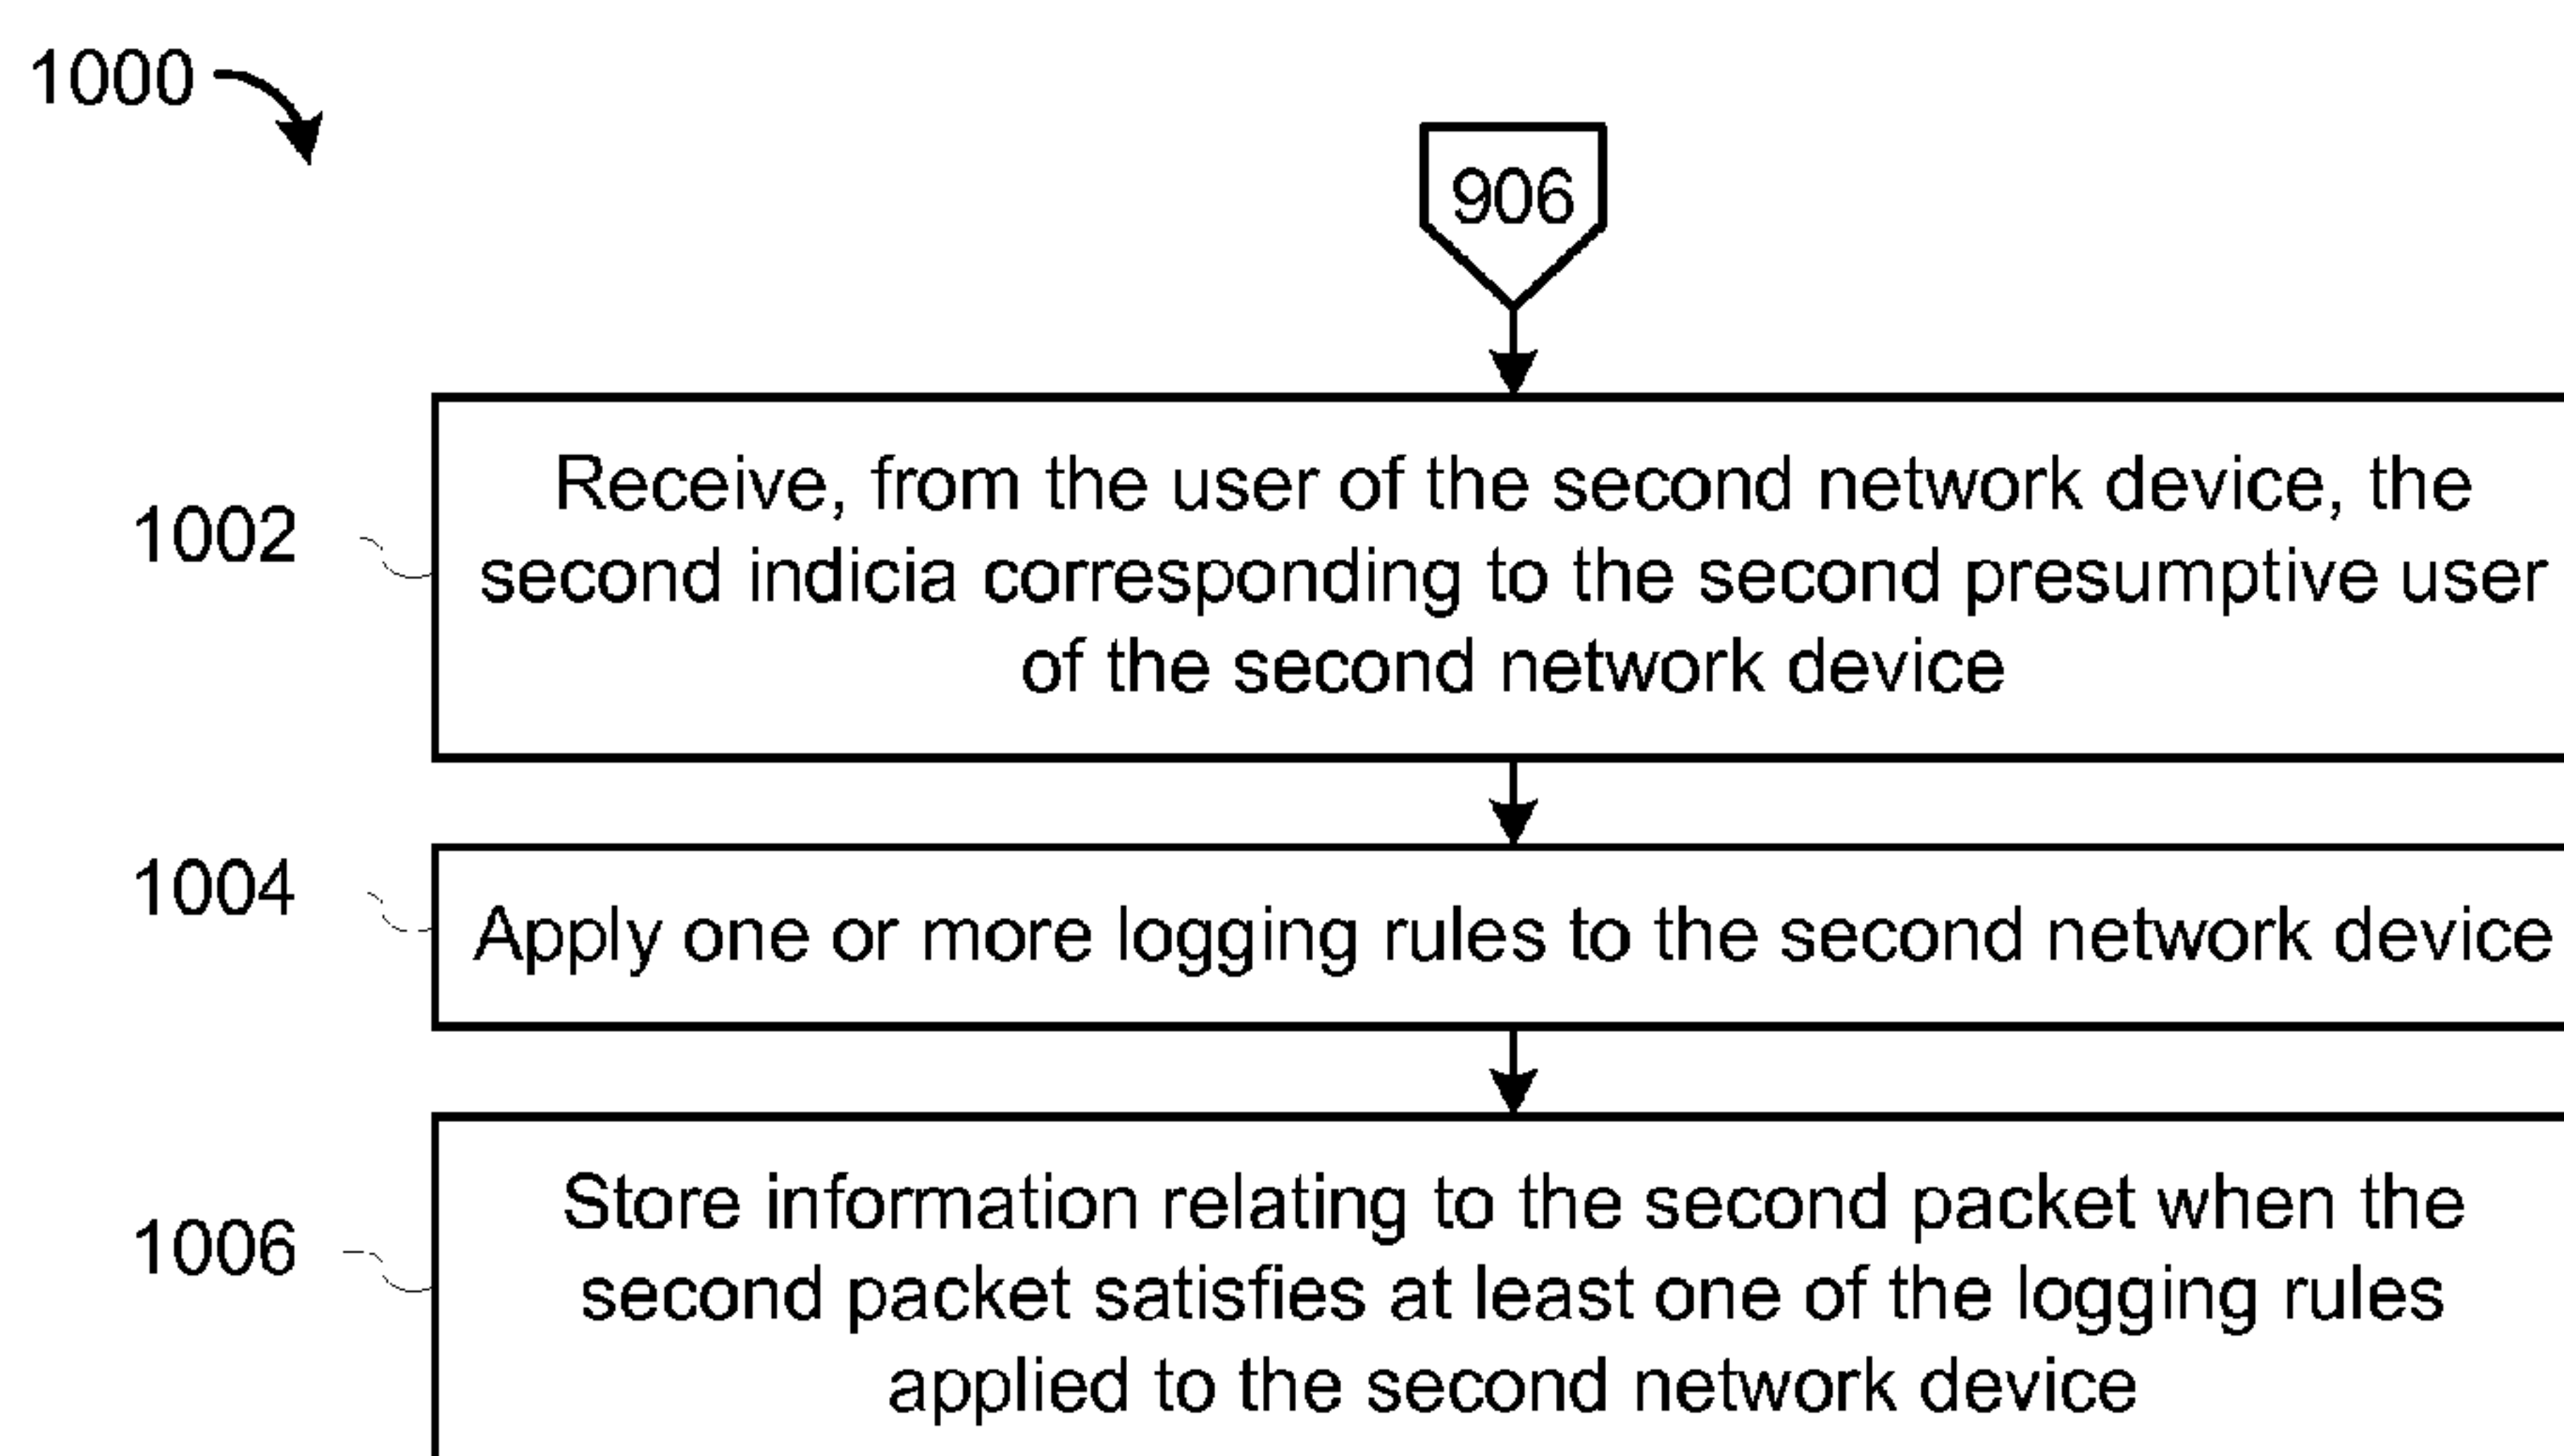 1000
906
1002
Receive, from the user of the second network device, the
second indicia corresponding to the second presumptive user
of the second network device
1004
Apply one or more logging rules to the second network device
1006
Store information relating to the second packet when the
second packet satisfies at least one of the logging rules
applied to the second network device